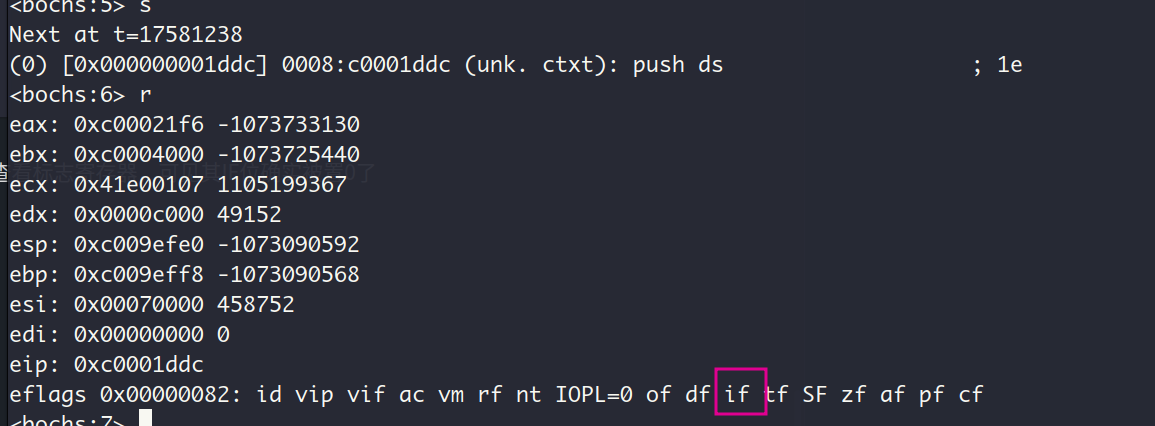 <bochs:5> s
Next at t=17581238
(0) [0x000000001ddc] 0008:c0001ddc (unk. ctxt): push ds ; 1e
<bochs:6> r
eax: 0xc00021f6 -1073733130
ebx: 0xc0004000 -1073725440
ecx: 0x41e00107 1105199367
edx: 0x0000c000 49152
esp: 0xc009efe0 -1073090592
ebp: 0xc009eff8 -1073090568
esi: 0x00070000 458752
edi: 0x00000000 0
eip: 0xc0001ddc
eflags 0x00000082: id vip vif ac vm rf nt IOPL=0 of df if tf SF zf af pf cf
<bochs:7>